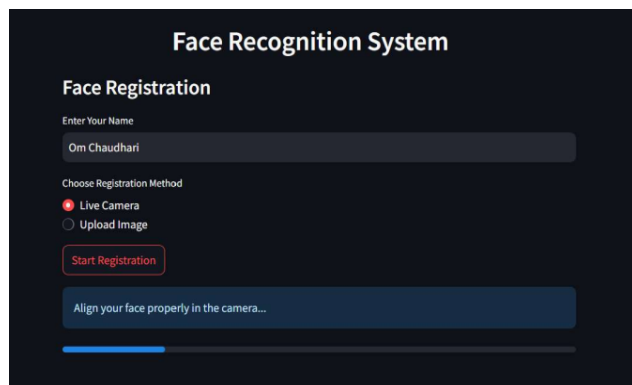 Face Recognition System
Face Registration
Enter Your Name
Om Chaudhari
Choose Registration Method
Live Camera
Upload Image
Start Registration
Align your face properly in the camera...